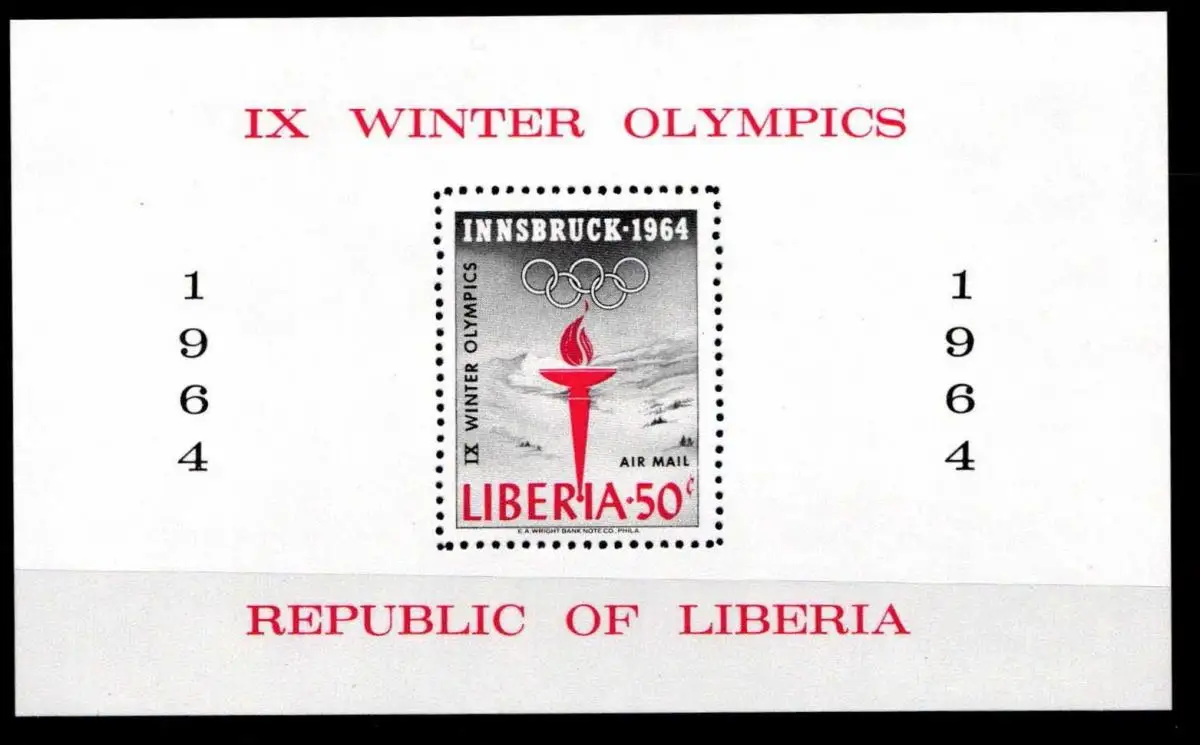 IX WINTER OLYMPICS
1
9
6
4
INNSBRUCK·1964
IX WINTER OLYMPICS
AIR MAIL
LIBERIA·50¢
E. A. WRIGHT BANK NOTE CO., PHILA.
1
9
6
4
REPUBLIC OF LIBERIA